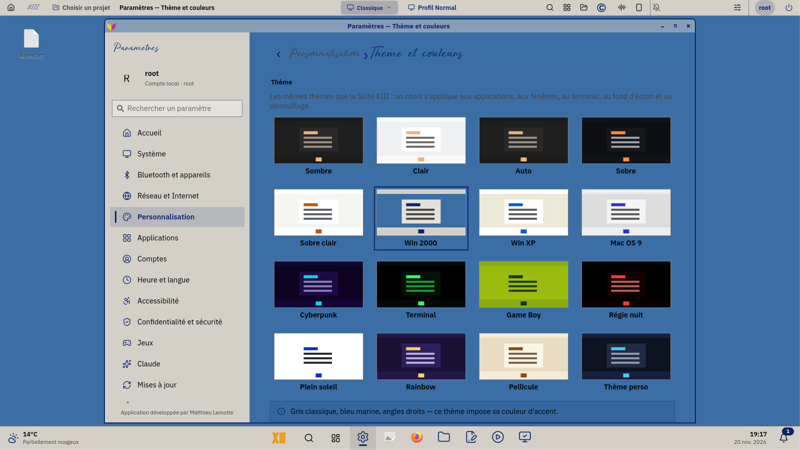 XIII Choisir un projet Paramètres — Thème et couleurs Classique Profil Normal root
Paramètres — Thème et couleurs
Paramètres
Personnalisation Thème et couleurs
R root
Compte local · root
Rechercher un paramètre
Accueil
Système
Bluetooth et appareils
Réseau et Internet
Personnalisation
Applications
Comptes
Heure et langue
Accessibilité
Confidentialité et sécurité
Jeux
Claude
Mises à jour
Application développée par Matthieu Lamotte
Thème
Les mêmes thèmes que la Suite XIII : un choix s'applique aux applications, aux fenêtres, au terminal, au fond d'écran et au
verrouillage.
Sombre Clair Auto Sobre
Sobre clair Win 2000 Win XP Mac OS 9
Cyberpunk Terminal Game Boy Régie nuit
Plein soleil Rainbow Pellicule Thème perso
Gris classique, bleu marine, angles droits — ce thème impose sa couleur d'accent.
14°C
Partiellement nuageux
XIII
19:17
20 nov. 2026
1